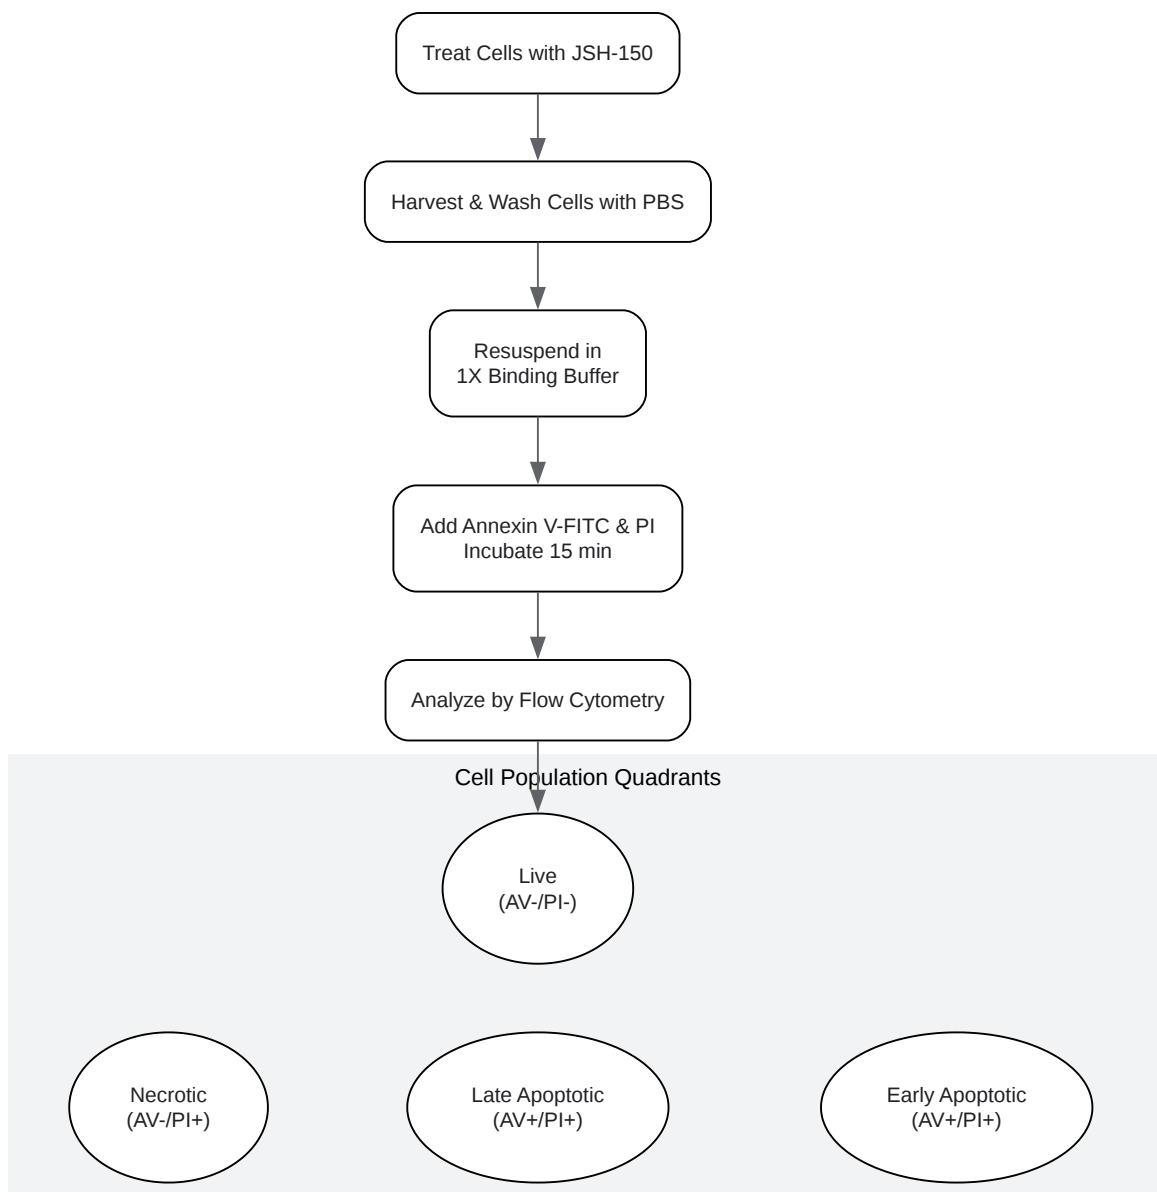 Treat Cells with JSH-150
Harvest & Wash Cells with PBS
Resuspend in
1X Binding Buffer
Add Annexin V-FITC & PI
Incubate 15 min
Analyze by Flow Cytometry
Cell Population Quadrants
Live
(AV-/PI-)
Necrotic
(AV-/PI+)
Late Apoptotic
(AV+/PI+)
Early Apoptotic
(AV+/PI+)